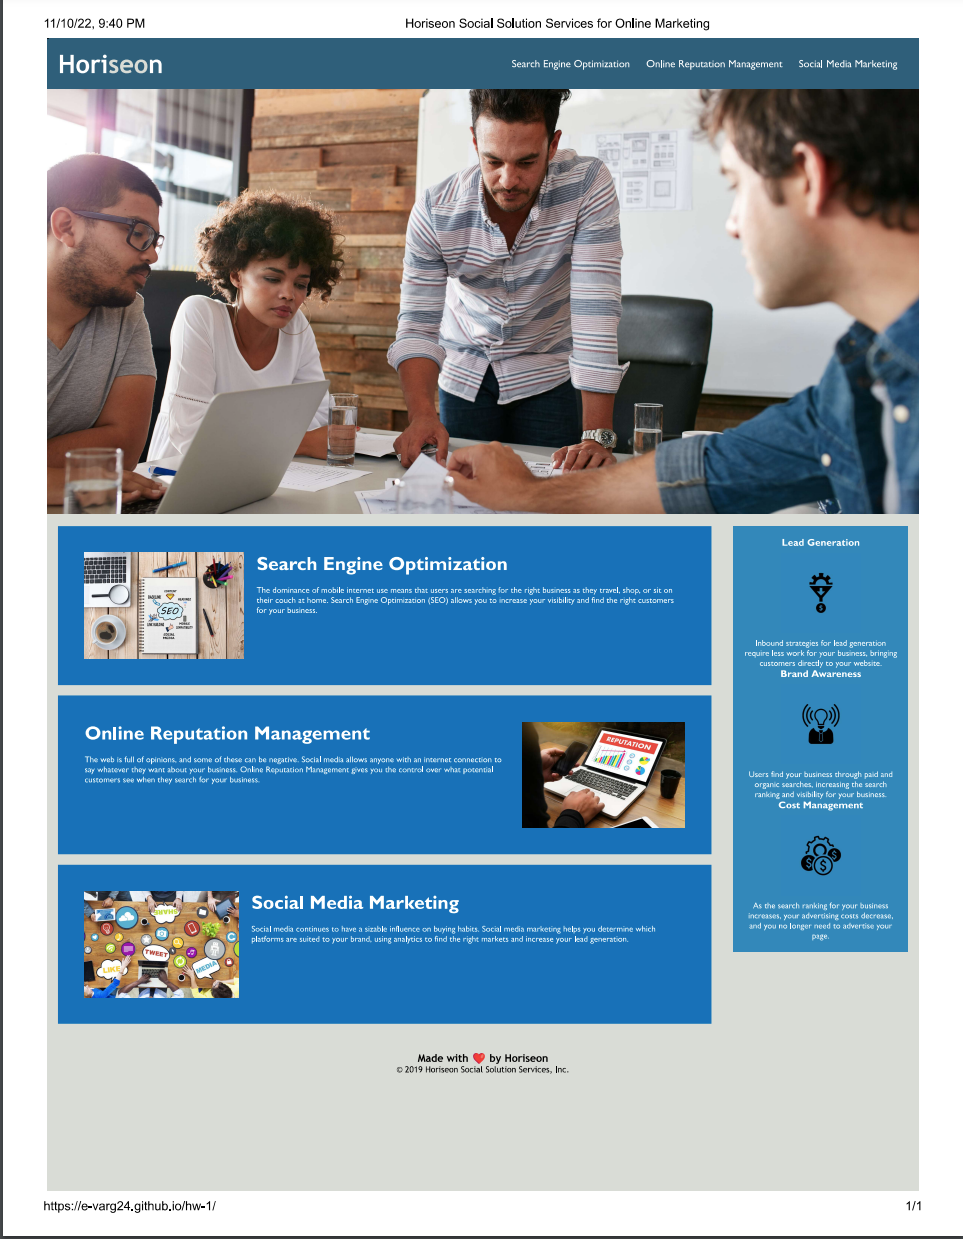 11/10/22, 9:40 PM
Horiseon Social Solution Services for Online Marketing
Horiseon
Search Engine Optimization
Online Reputation Management
Social Media Marketing
SEO
Search Engine Optimization
The dominance of mobile internet use means that users are searching for the right business as they travel, shop, or sit on
their couch at home. Search Engine Optimization (SEO) allows you to increase your visibility and find the right customers
for your business.
Online Reputation Management
The web is full of opinions, and some of these can be negative. Social media allows anyone with an internet connection to
say whatever they want about your business. Online Reputation Management gives you the control over what potential
customers see when they search for your business.
REPUTATION
SHARE
TWEET
LIKE
MEDIA
Social Media Marketing
Social media continues to have a sizable influence on buying habits. Social media marketing helps you determine which
platforms are suited to your brand, using analytics to find the right markets and increase your lead generation.
Lead Generation
Inbound strategies for lead generation
require less work for your business, bringing
customers directly to your website.
Brand Awareness
Users find your business through paid and
organic searches, increasing the search
ranking and visibility for your business.
Cost Management
As the search ranking for your business
increases, your advertising costs decrease,
and you no longer need to advertise your
page.
Made with ❤️ by Horiseon
© 2019 Horiseon Social Solution Services, Inc.
https://e-varg24.github.io/hw-1/
1/1